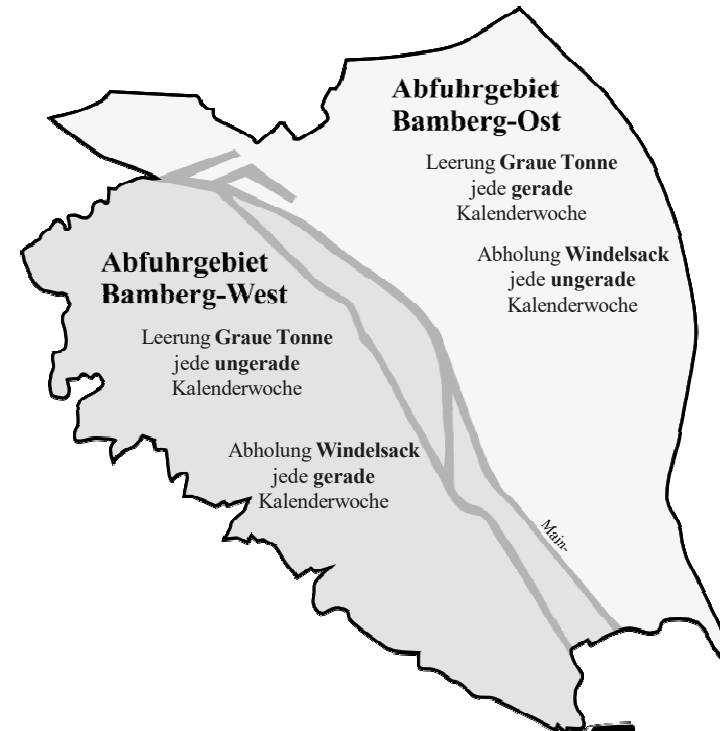 Abfuhrgebiet
Bamberg-Ost
Leerung Graue Tonne
jede gerade
Kalenderwoche
Abholung Windelsack
jede ungerade
Kalenderwoche
Abfuhrgebiet
Bamberg-West
Leerung Graue Tonne
jede ungerade
Kalenderwoche
Abholung Windelsack
jede gerade
Kalenderwoche
Main-